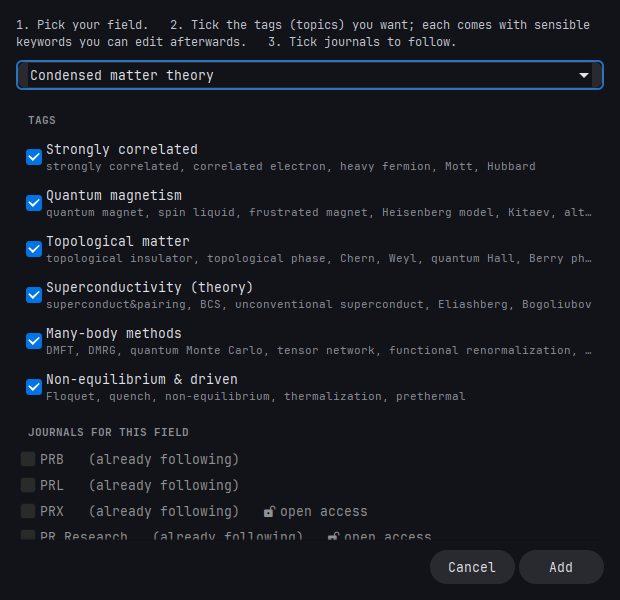 1. Pick your field.   2. Tick the tags (topics) you want; each comes with sensible
keywords you can edit afterwards.   3. Tick journals to follow.
Condensed matter theory
TAGS
Strongly correlated
strongly correlated, correlated electron, heavy fermion, Mott, Hubbard
Quantum magnetism
quantum magnet, spin liquid, frustrated magnet, Heisenberg model, Kitaev, alt…
Topological matter
topological insulator, topological phase, Chern, Weyl, quantum Hall, Berry ph…
Superconductivity (theory)
superconduct&pairing, BCS, unconventional superconduct, Eliashberg, Bogoliubov
Many-body methods
DMFT, DMRG, quantum Monte Carlo, tensor network, functional renormalization, …
Non-equilibrium & driven
Floquet, quench, non-equilibrium, thermalization, prethermal
JOURNALS FOR THIS FIELD
PRB (already following)
PRL (already following)
PRX (already following) open access
PR Research (already following) open access
Cancel Add